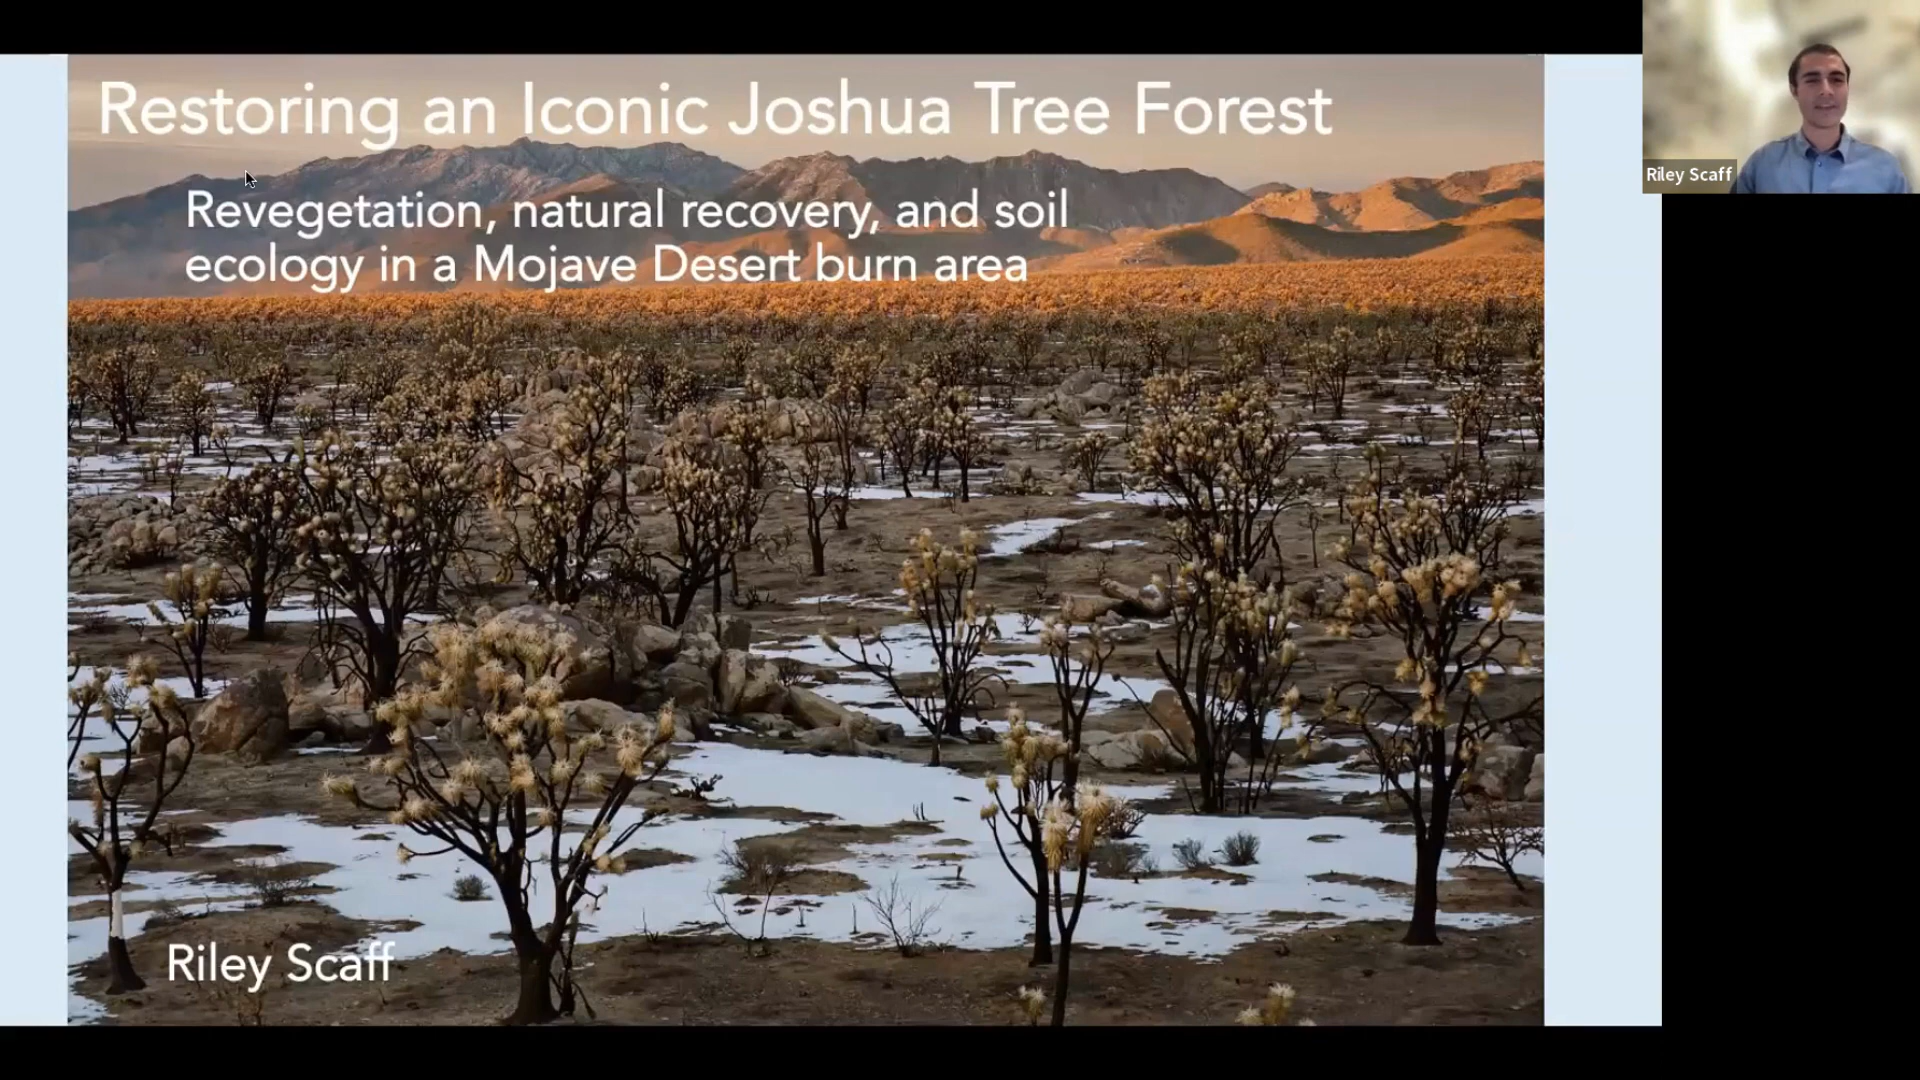 Restoring an Iconic Joshua Tree Forest
Revegetation, natural recovery, and soil
ecology in a Mojave Desert burn area
Riley Scaff
Riley Scaff